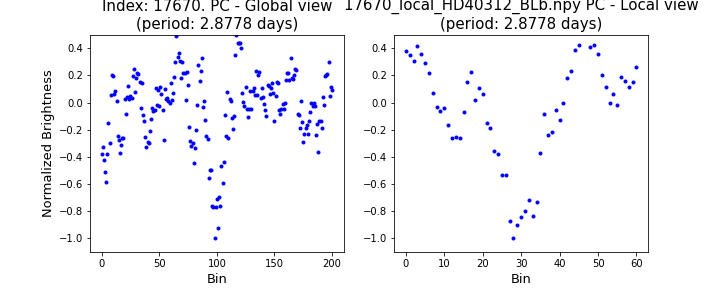 Index: 17670. PC - Global view
(period: 2.8778 days)
17670_local_HD40312_BLb.npy PC - Local view
(period: 2.8778 days)
Normalized Brightness
0.4
0.2
0.0
−0.2
−0.4
−0.6
−0.8
−1.0
0 50 100 150 200
Bin
0.4
0.2
0.0
−0.2
−0.4
−0.6
−0.8
−1.0
0 20 40 60
Bin